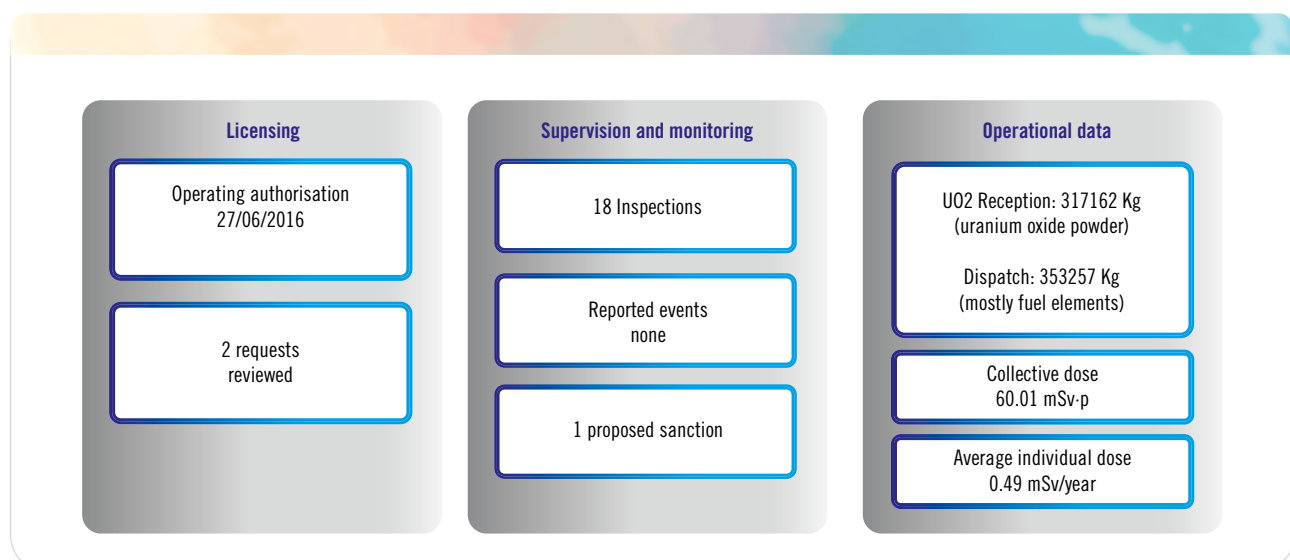 Licensing
Operating authorisation
27/06/2016
2 requests
reviewed
Supervision and monitoring
18 Inspections
Reported events
none
1 proposed sanction
Operational data
UO2 Reception: 317162 Kg
(uranium oxide powder)
Dispatch: 353257 Kg
(mostly fuel elements)
Collective dose
60.01 mSv·p
Average individual dose
0.49 mSv/year